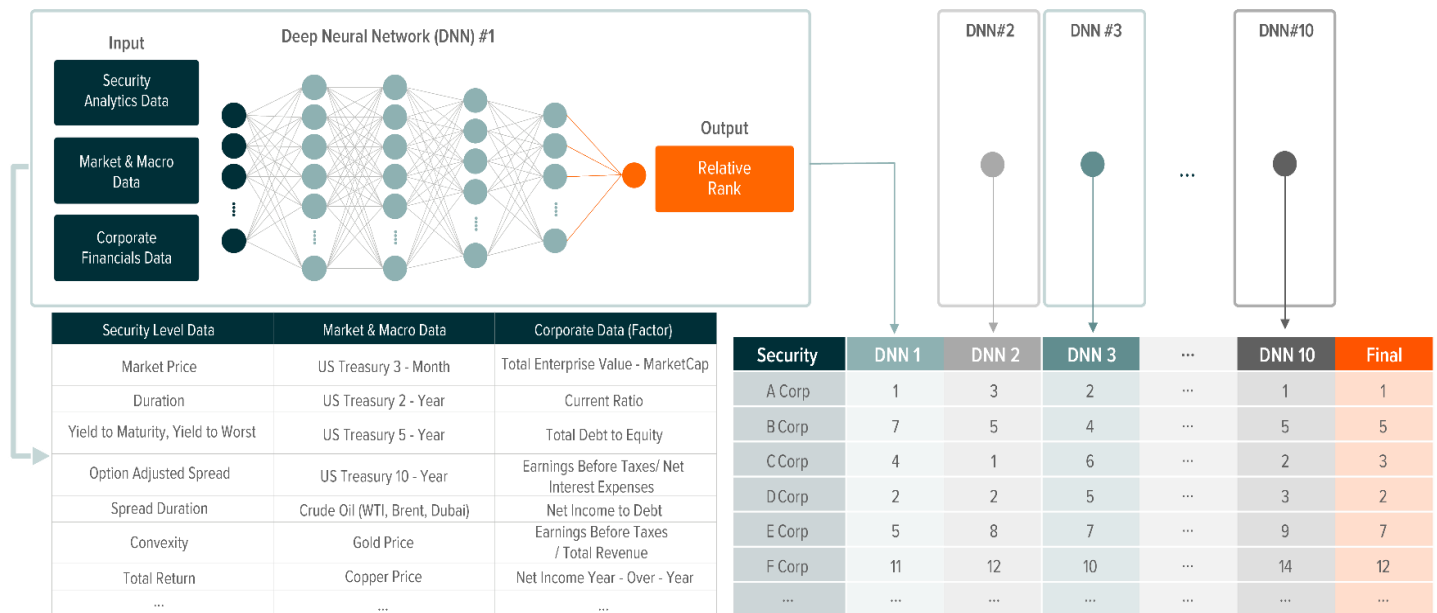 Input
Deep Neural Network (DNN) #1
Security
Analytics Data
Market & Macro
Data
Corporate
Financials Data
Output
Relative
Rank
DNN#2
DNN #3
...
DNN#10
Security Level Data Market & Macro Data Corporate Data (Factor)
Market Price US Treasury 3 - Month Total Enterprise Value - MarketCap
Duration US Treasury 2 - Year Current Ratio
Yield to Maturity, Yield to Worst US Treasury 5 - Year Total Debt to Equity
Option Adjusted Spread US Treasury 10 - Year Earnings Before Taxes/ Net
Interest Expenses
Spread Duration Crude Oil (WTI, Brent, Dubai) Net Income to Debt
Convexity Gold Price Earnings Before Taxes
/ Total Revenue
Total Return Copper Price Net Income Year - Over - Year
... ... ...
Security DNN 1 DNN 2 DNN 3 ... DNN 10 Final
A Corp 1 3 2 ... 1 1
B Corp 7 5 4 ... 5 5
C Corp 4 1 6 ... 2 3
D Corp 2 2 5 ... 3 2
E Corp 5 8 7 ... 9 7
F Corp 11 12 10 ... 14 12
... ... ... ... ... ... ...